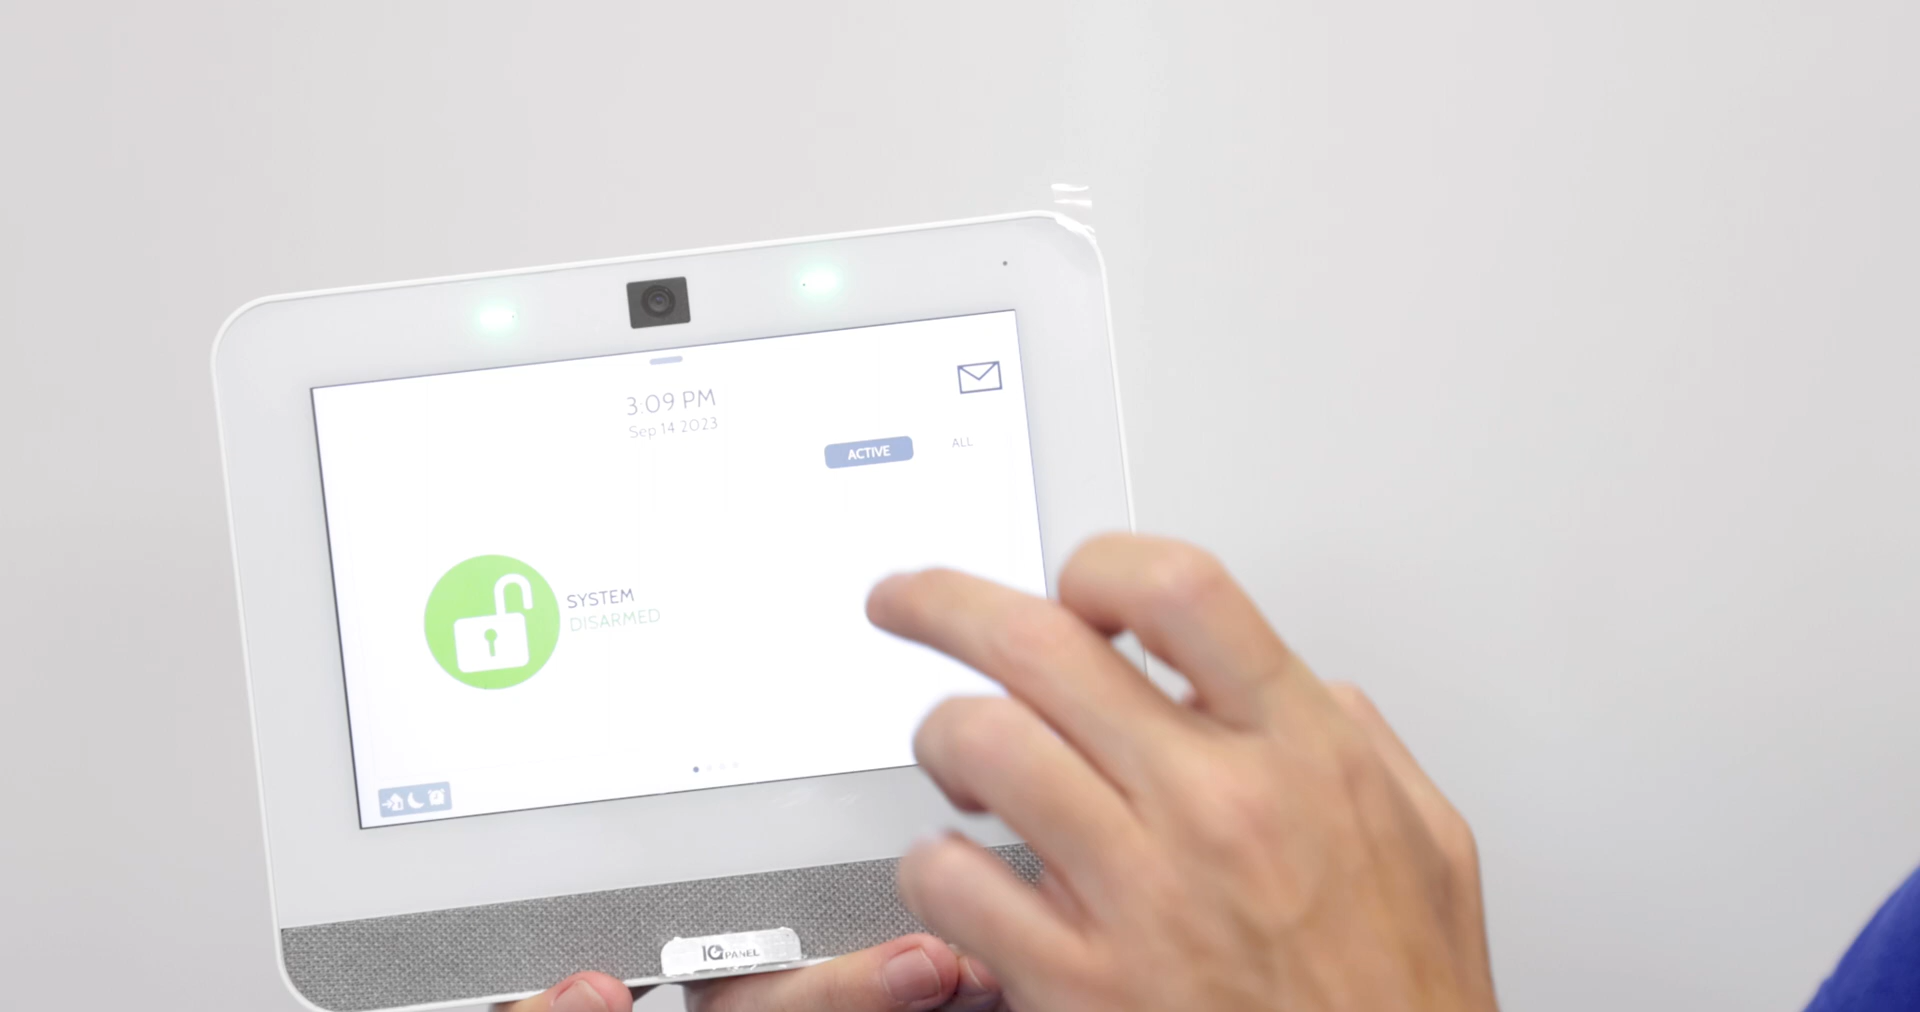 3:09 PM
Sep 14 2023
ACTIVE
ALL
SYSTEM
DISARMED
IQ PANEL